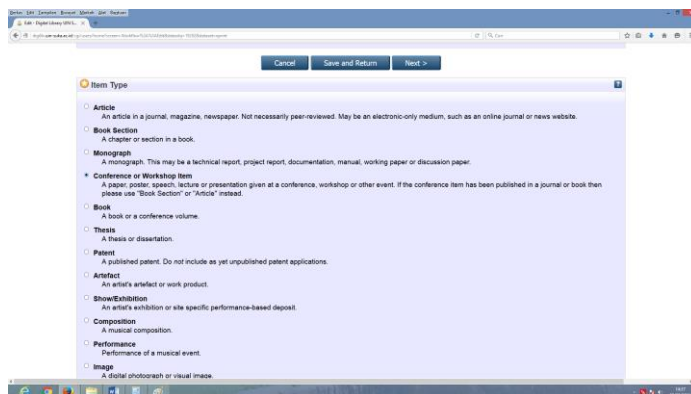 Edit - Digital Library UIN S...
Cancel Save and Return Next >
Item Type
Article
An article in a journal, magazine, newspaper. Not necessarily peer-reviewed. May be an electronic-only medium, such as an online journal or news website.
Book Section
A chapter or section in a book.
Monograph
A monograph. This may be a technical report, project report, documentation, manual, working paper or discussion paper.
Conference or Workshop Item
A paper, poster, speech, lecture or presentation given at a conference, workshop or other event. If the conference item has been published in a journal or book then
please use "Book Section" or "Article" instead.
Book
A book or a conference volume.
Thesis
A thesis or dissertation.
Patent
A published patent. Do not include as yet unpublished patent applications.
Artefact
An artist's artefact or work product.
Show/Exhibition
An artist's exhibition or site specific performance-based deposit.
Composition
A musical composition.
Performance
Performance of a musical event.
Image
A digital photograph or visual image.